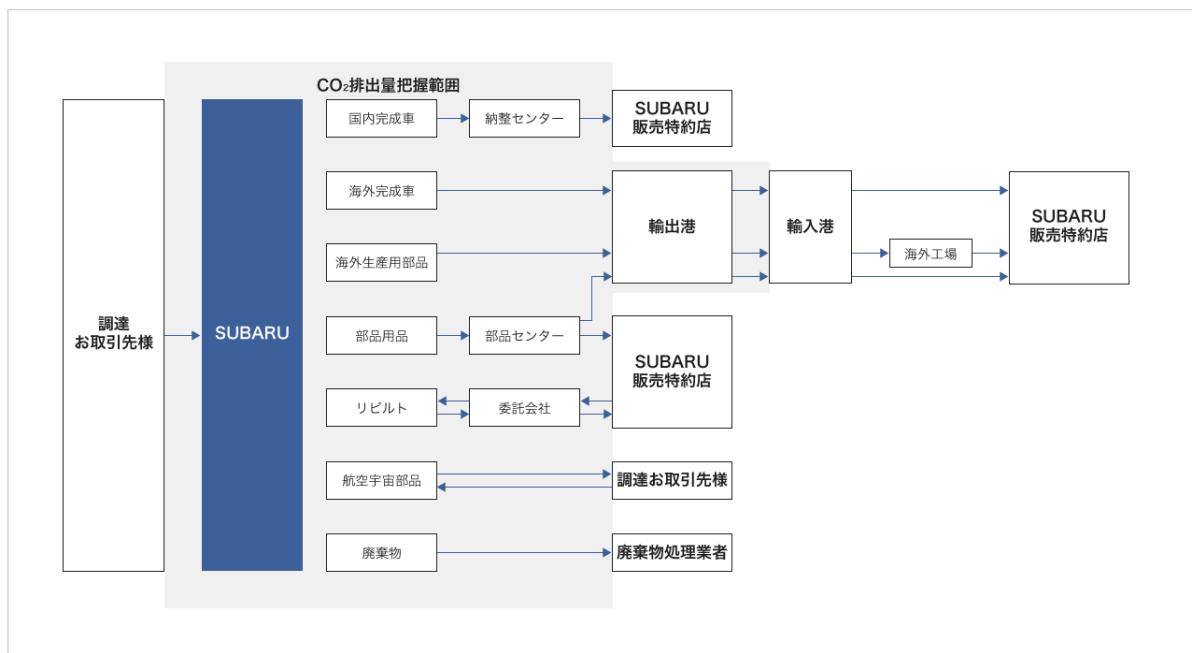 CO₂排出量把握範囲
調達
お取引先様
SUBARU
国内完成車
納整センター
SUBARU
販売特約店
海外完成車
海外生産用部品
輸出港
輸入港
海外工場
SUBARU
販売特約店
部品用品
部品センター
SUBARU
販売特約店
リビルト
委託会社
航空宇宙部品
調達お取引先様
廃棄物
廃棄物処理業者